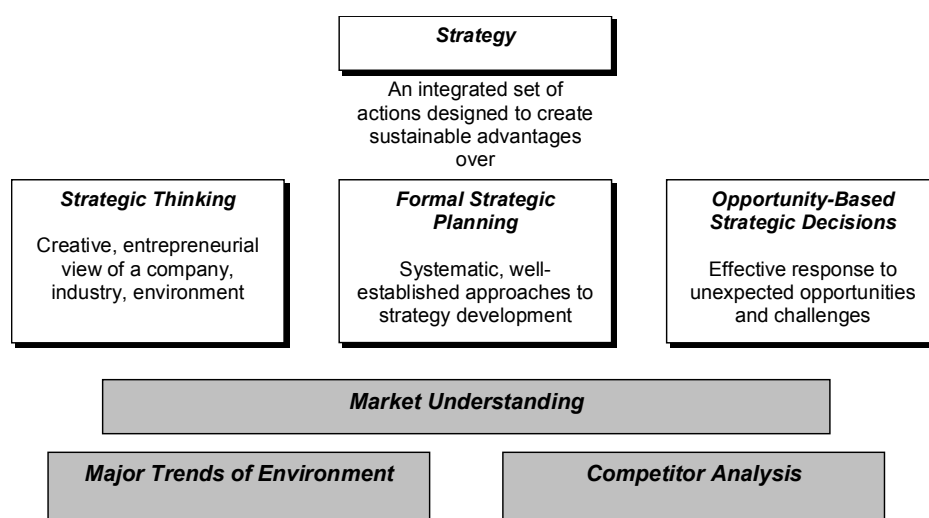 Strategy
An integrated set of
actions designed to create
sustainable advantages
over
Strategic Thinking
Creative, entrepreneurial
view of a company,
industry, environment
Formal Strategic
Planning
Systematic, well-
established approaches to
strategy development
Opportunity-Based
Strategic Decisions
Effective response to
unexpected opportunities
and challenges
Market Understanding
Major Trends of Environment
Competitor Analysis